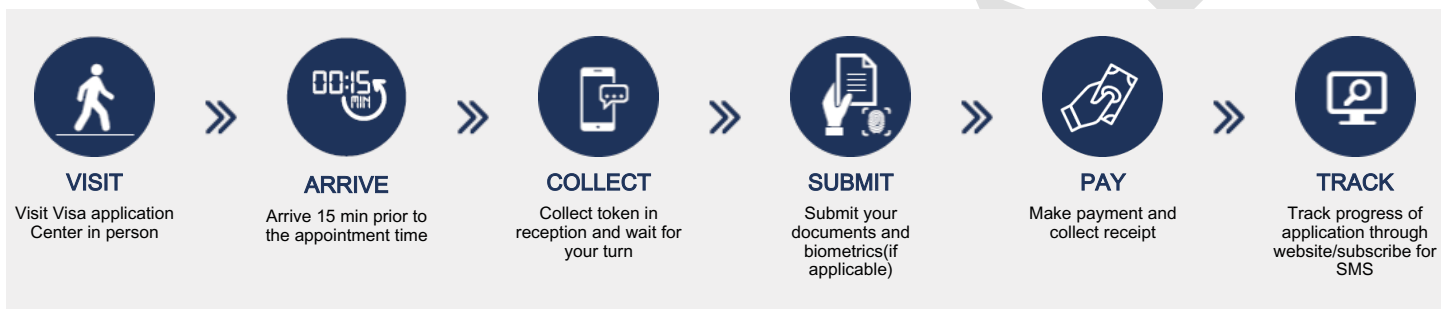 00:15
MIN
VISIT
Visit Visa application
Center in person
ARRIVE
Arrive 15 min prior to
the appointment time
COLLECT
Collect token in
reception and wait for
your turn
SUBMIT
Submit your
documents and
biometrics(if
applicable)
PAY
Make payment and
collect receipt
TRACK
Track progress of
application through
website/subscribe for
SMS